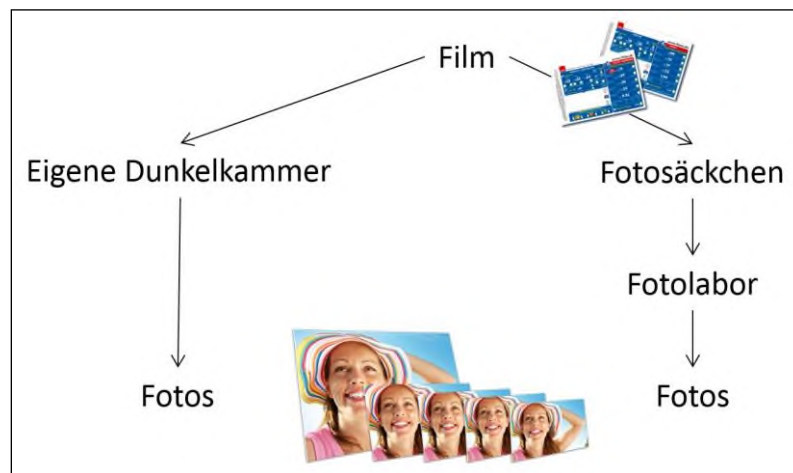 Film
Eigene Dunkelkammer
Fotosäckchen
Fotolabor
Fotos
Fotos